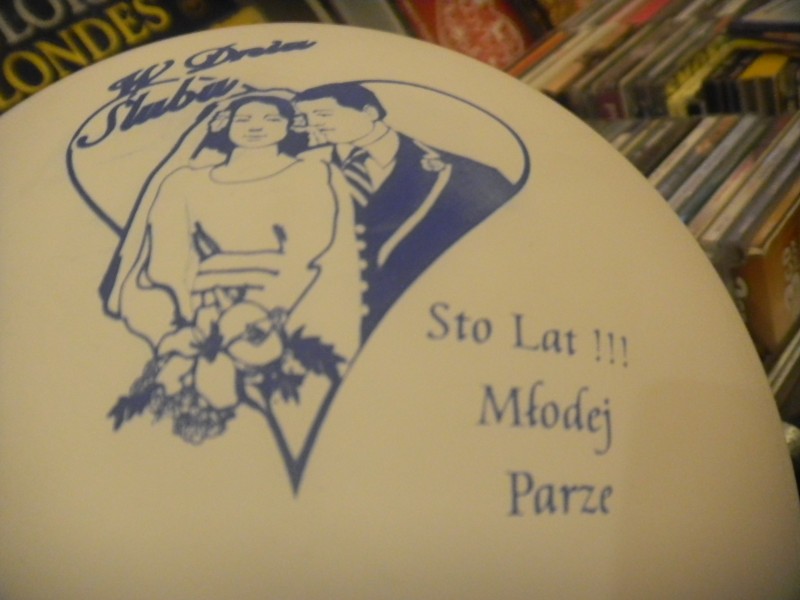 LONDES
W Dniu
Ślubu
Sto Lat !!!
Młodej
Parze